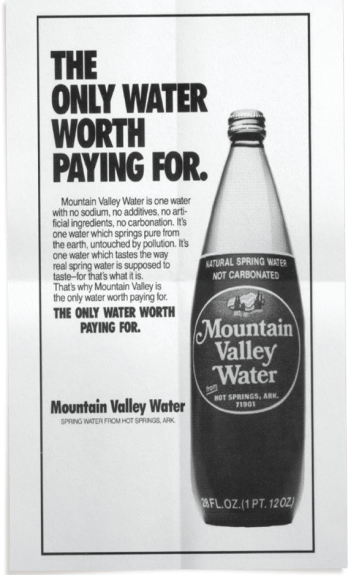 THE
ONLY WATER
WORTH
PAYING FOR.
Mountain Valley Water is one water
with no sodium, no additives, no arti-
ficial ingredients, no carbonation. It's
one water which springs pure from
the earth, untouched by pollution. It's
one water which tastes the way
real spring water is supposed to
taste–for that's what it is.
That's why Mountain Valley is
the only water worth paying for.
THE ONLY WATER WORTH
PAYING FOR.
Mountain Valley Water
SPRING WATER FROM HOT SPRINGS, ARK.
NATURAL SPRING WATER
NOT CARBONATED
Mountain
Valley
Water
from
HOT SPRINGS, ARK.
71901
28 FL. OZ. (1 PT. 12 OZ.)